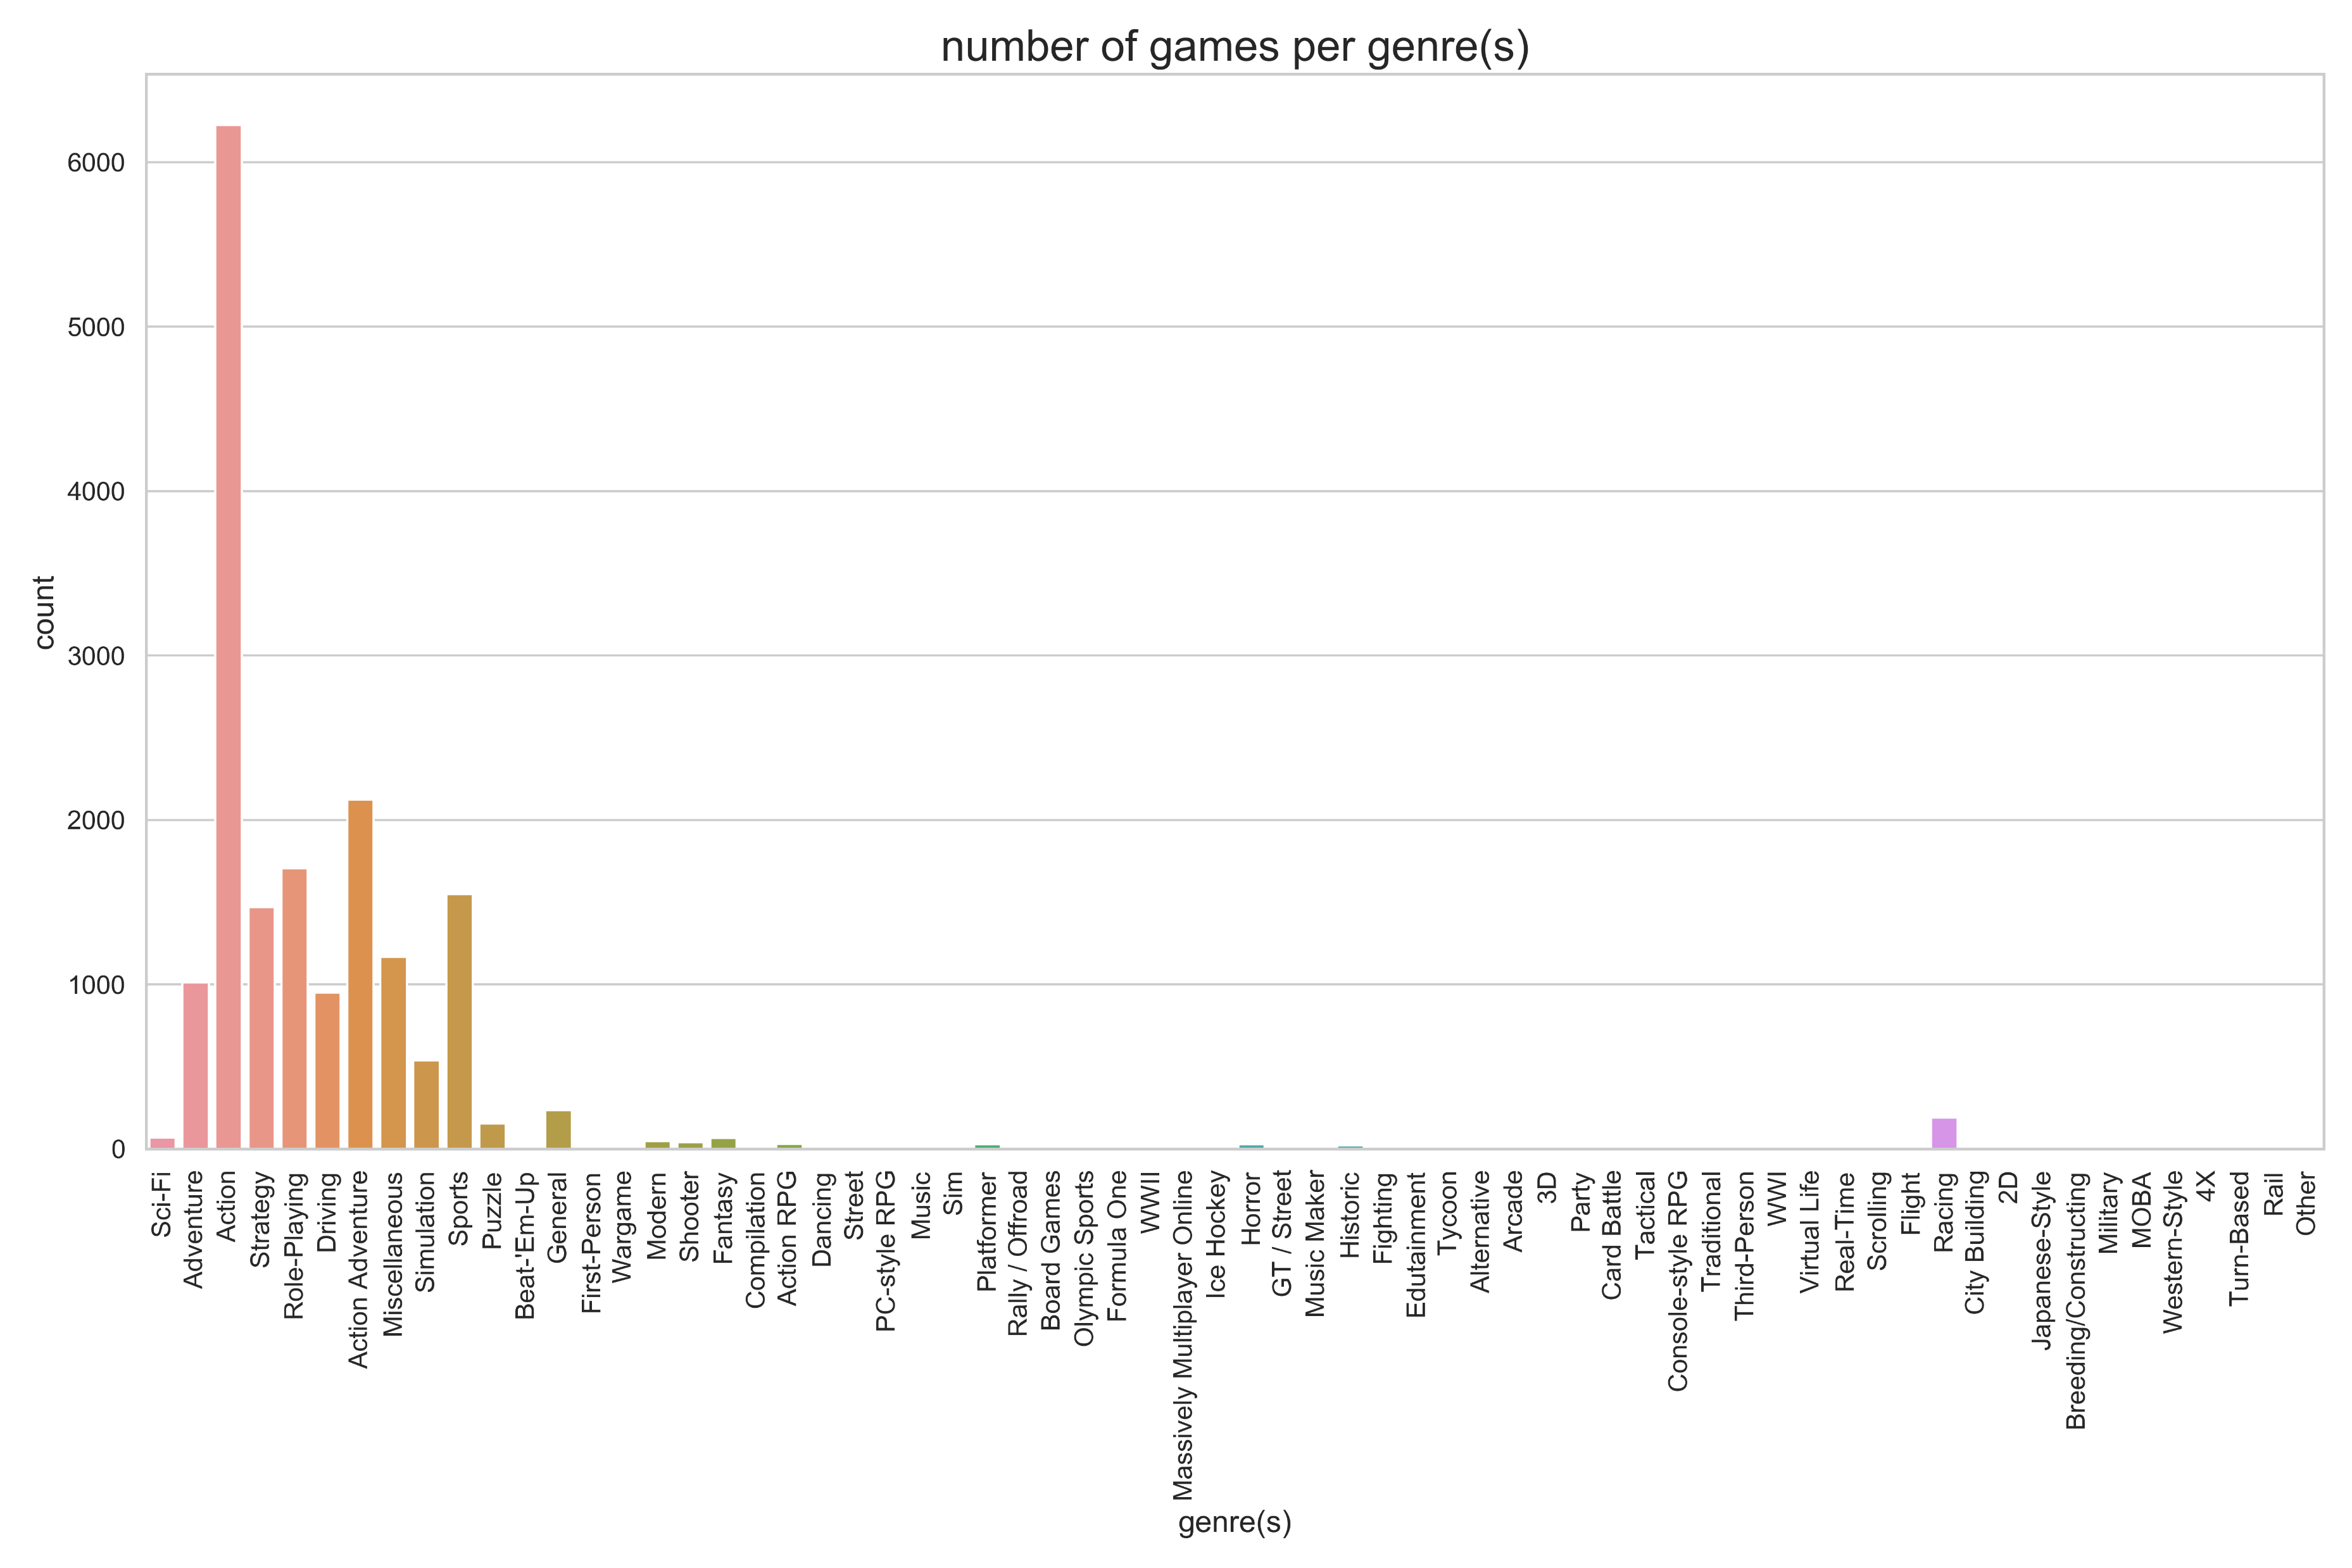 number of games per genre(s)
6000
5000
4000
3000
2000
1000
0
count
Sci-Fi
Adventure
Action
Strategy
Role-Playing
Driving
Action Adventure
Miscellaneous
Simulation
Sports
Puzzle
Beat-'Em-Up
General
First-Person
Wargame
Modern
Shooter
Fantasy
Compilation
Action RPG
Dancing
Street
PC-style RPG
Music
Sim
Platformer
Rally / Offroad
Board Games
Olympic Sports
Formula One
WWII
Massively Multiplayer Online
Ice Hockey
Horror
GT / Street
Music Maker
Historic
Fighting
Edutainment
Tycoon
Alternative
Arcade
3D
Party
Card Battle
Tactical
Console-style RPG
Traditional
Third-Person
WWI
Virtual Life
Real-Time
Scrolling
Flight
Racing
City Building
2D
Japanese-Style
Breeding/Constructing
Military
MOBA
Western-Style
4X
Turn-Based
Rail
Other
genre(s)